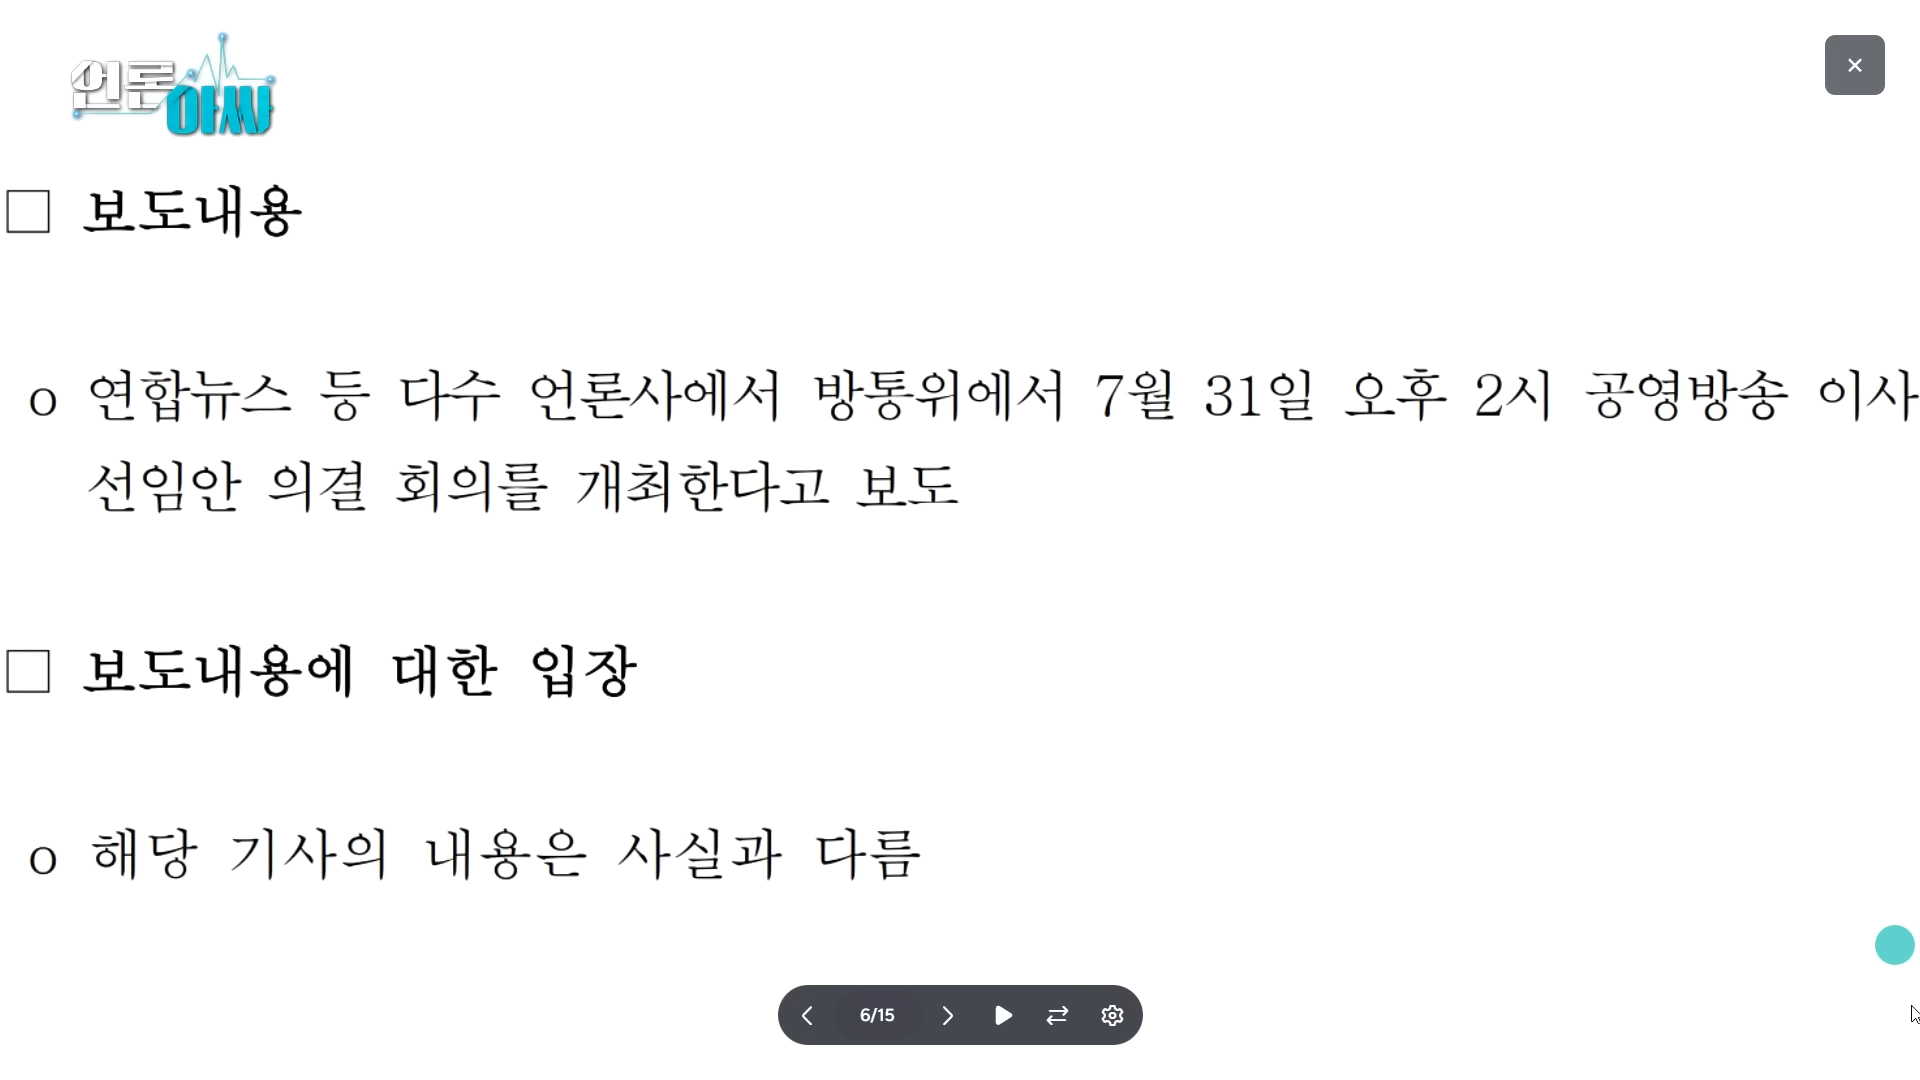 언론아싸
□ 보도내용
o 연합뉴스 등 다수 언론사에서 방통위에서 7월 31일 오후 2시 공영방송 이사
선임안 의결 회의를 개최한다고 보도
□ 보도내용에 대한 입장
o 해당 기사의 내용은 사실과 다름
6/15